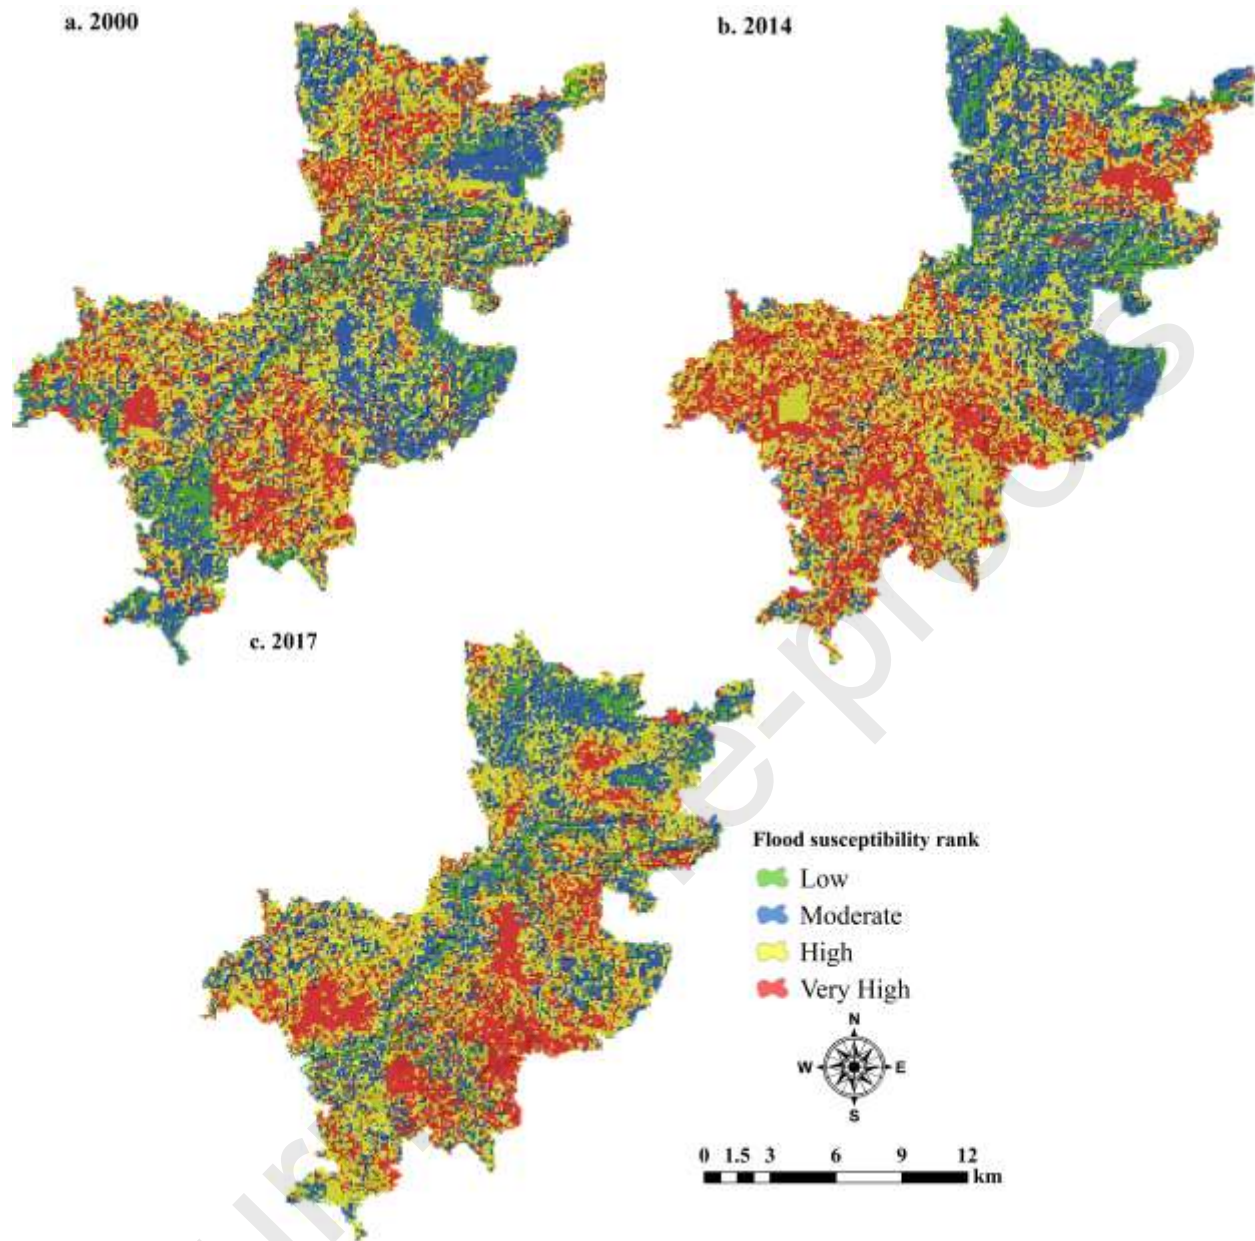 a. 2000
b. 2014
c. 2017
Flood susceptibility rank
Low
Moderate
High
Very High
N
W E
S
0 1.5 3 6 9 12
km